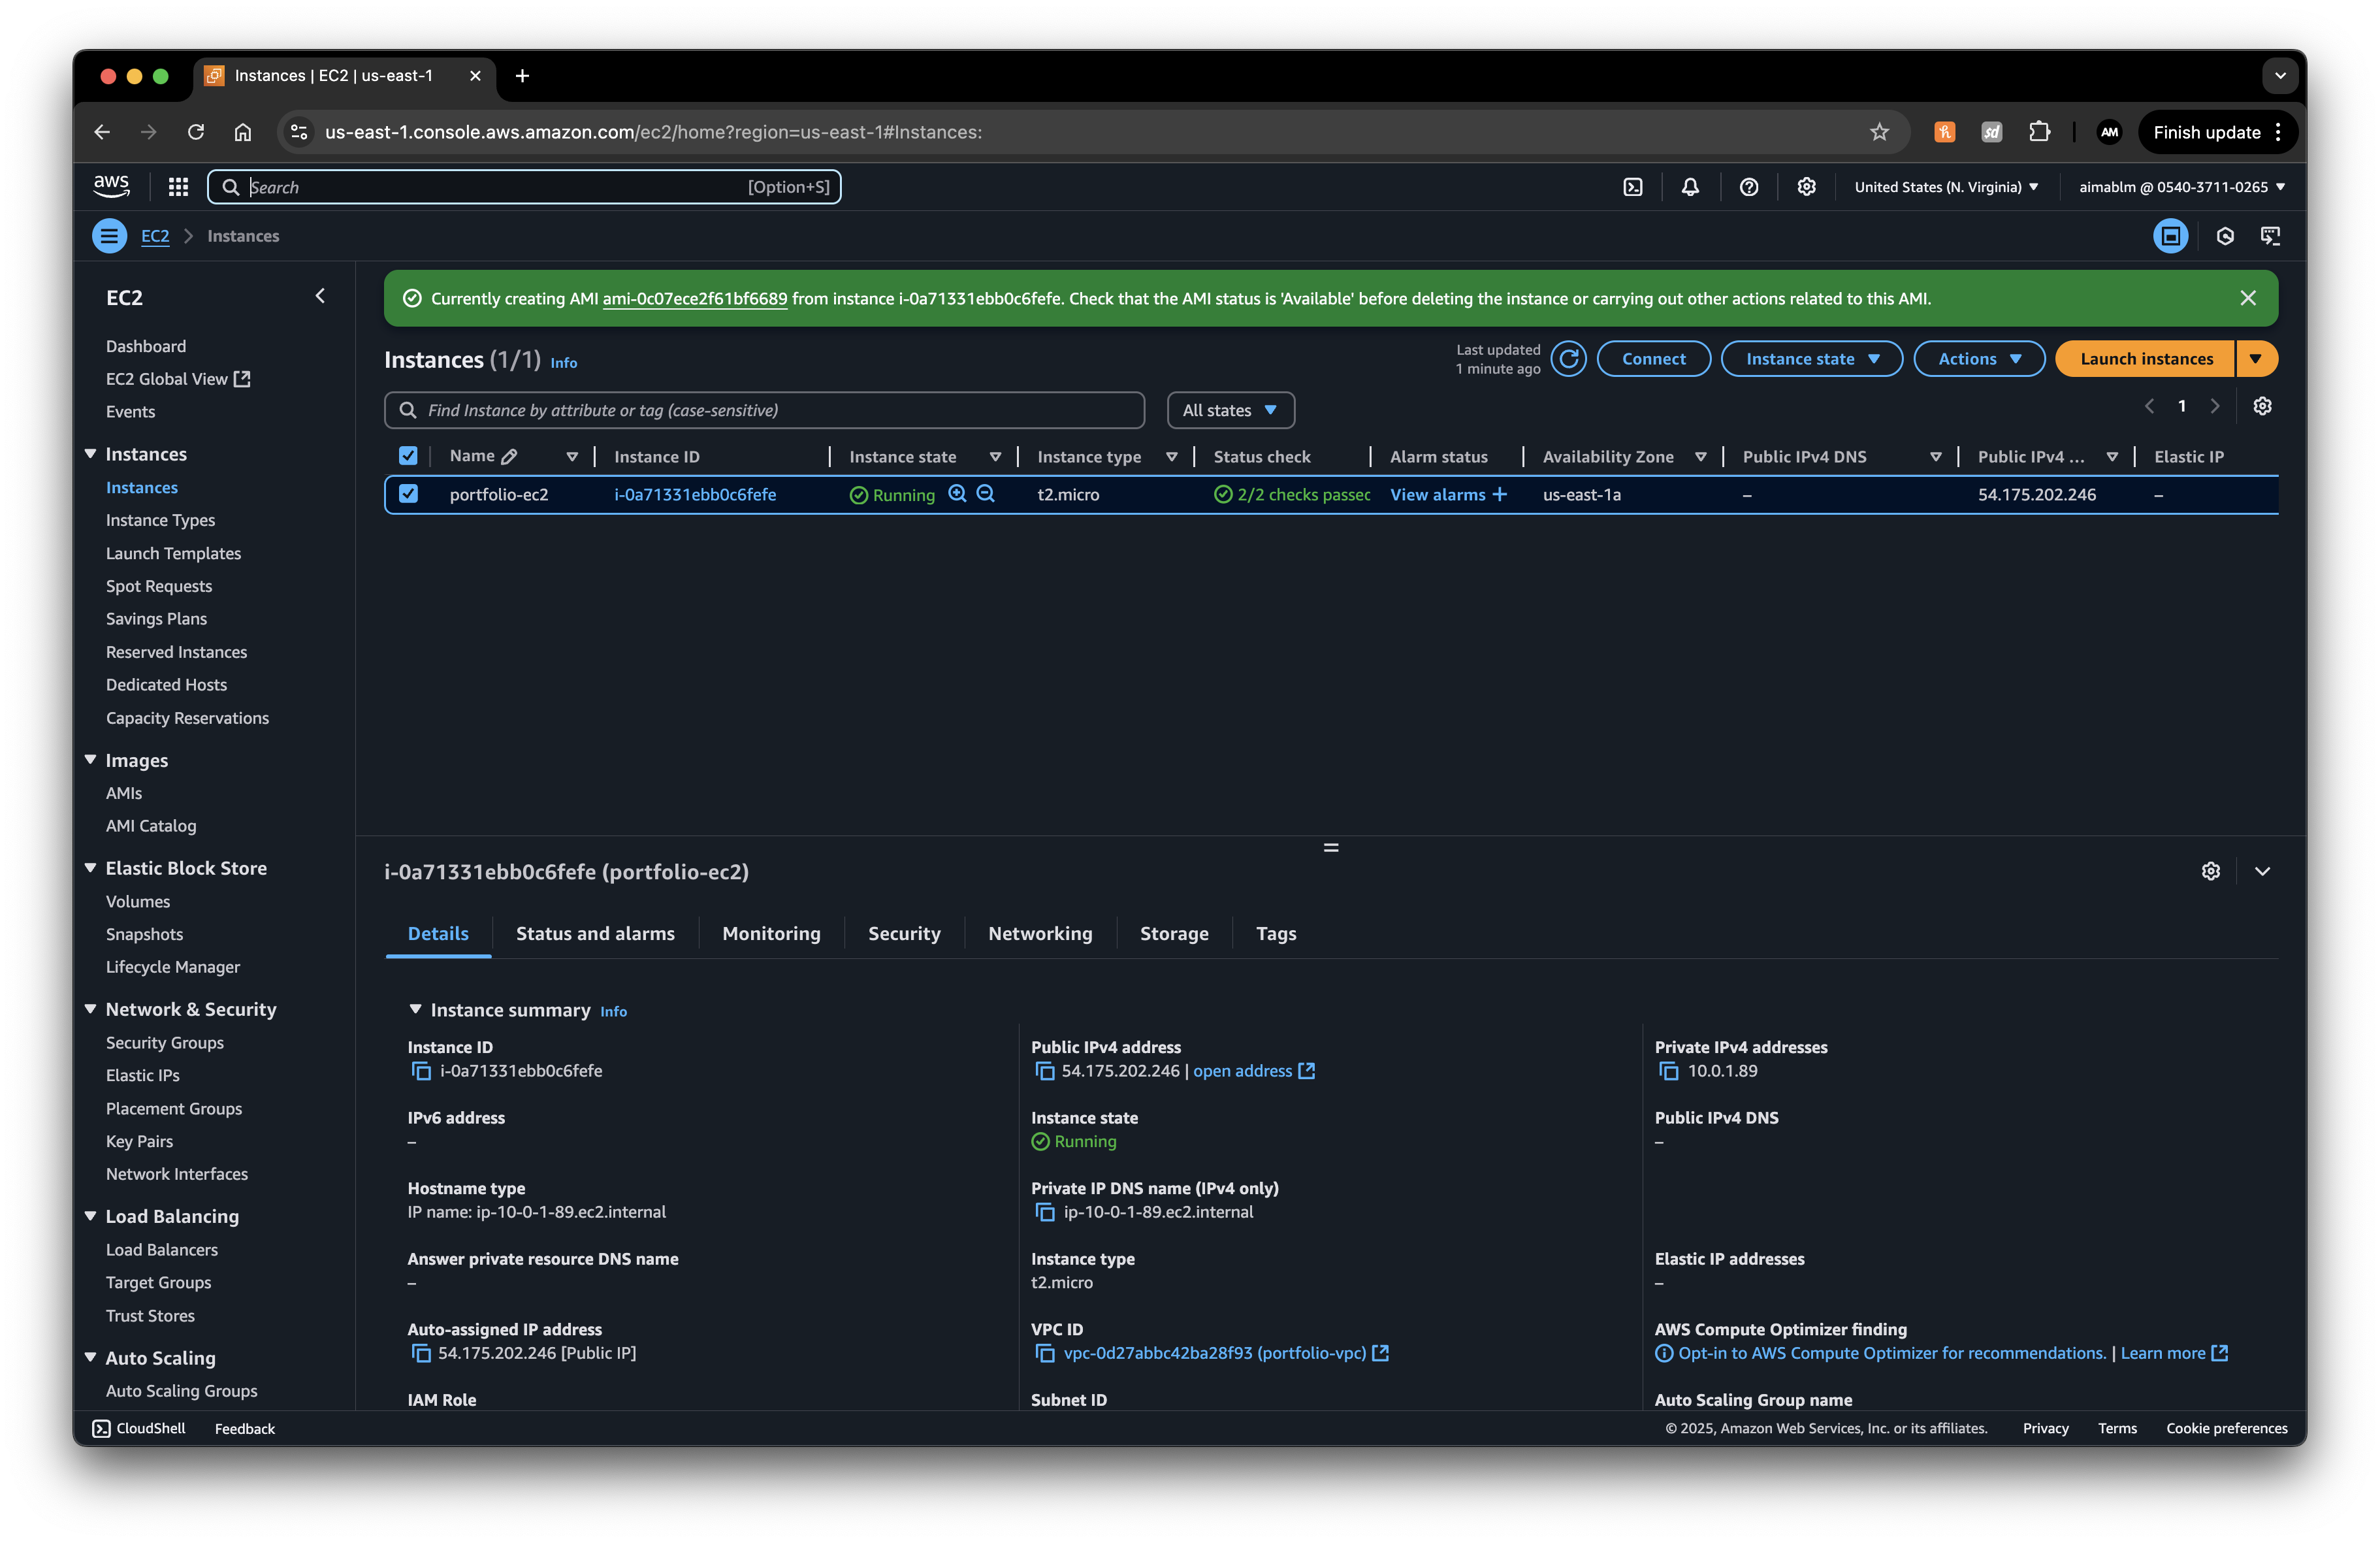 Instances | EC2 | us-east-1
us-east-1.console.aws.amazon.com/ec2/home?region=us-east-1#Instances:
sd
AM
Finish update
aws
Search
[Option+S]
United States (N. Virginia)
aimablm @ 0540-3711-0265
EC2
Instances
EC2
Dashboard
EC2 Global View
Events
Instances
Instances
Instance Types
Launch Templates
Spot Requests
Savings Plans
Reserved Instances
Dedicated Hosts
Capacity Reservations
Images
AMIs
AMI Catalog
Elastic Block Store
Volumes
Snapshots
Lifecycle Manager
Network & Security
Security Groups
Elastic IPs
Placement Groups
Key Pairs
Network Interfaces
Load Balancing
Load Balancers
Target Groups
Trust Stores
Auto Scaling
Auto Scaling Groups
Currently creating AMI ami-0c07ece2f61bf6689 from instance i-0a71331ebb0c6fefe. Check that the AMI status is 'Available' before deleting the instance or carrying out other actions related to this AMI.
Instances (1/1) Info
Last updated
1 minute ago
Connect
Instance state
Actions
Launch instances
Find Instance by attribute or tag (case-sensitive)
All states
1
Name
Instance ID
Instance state
Instance type
Status check
Alarm status
Availability Zone
Public IPv4 DNS
Public IPv4 ...
Elastic IP
portfolio-ec2
i-0a71331ebb0c6fefe
Running
t2.micro
2/2 checks passec
View alarms +
us-east-1a
–
54.175.202.246
–
i-0a71331ebb0c6fefe (portfolio-ec2)
Details
Status and alarms
Monitoring
Security
Networking
Storage
Tags
Instance summary Info
Instance ID
i-0a71331ebb0c6fefe
Public IPv4 address
54.175.202.246 | open address
Private IPv4 addresses
10.0.1.89
IPv6 address
–
Instance state
Running
Public IPv4 DNS
–
Hostname type
IP name: ip-10-0-1-89.ec2.internal
Private IP DNS name (IPv4 only)
ip-10-0-1-89.ec2.internal
Answer private resource DNS name
–
Instance type
t2.micro
Elastic IP addresses
–
Auto-assigned IP address
54.175.202.246 [Public IP]
VPC ID
vpc-0d27abbc42ba28f93 (portfolio-vpc)
AWS Compute Optimizer finding
Opt-in to AWS Compute Optimizer for recommendations. | Learn more
IAM Role
Subnet ID
Auto Scaling Group name
CloudShell
Feedback
© 2025, Amazon Web Services, Inc. or its affiliates.
Privacy
Terms
Cookie preferences